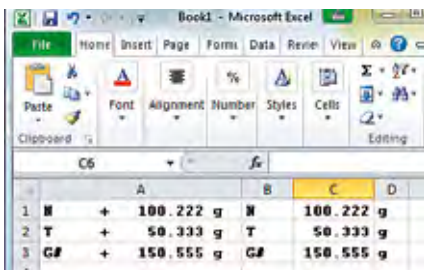 Book1 - Microsoft Excel
File Home Insert Page Form Data Review View
Paste Font Alignment Number Styles Cells
Clipboard Editing
C6 fx
A B C D
1 N + 100.222 g N 100.222 g
2 T + 50.333 g T 50.333 g
3 G# + 150.555 g G# 150.555 g